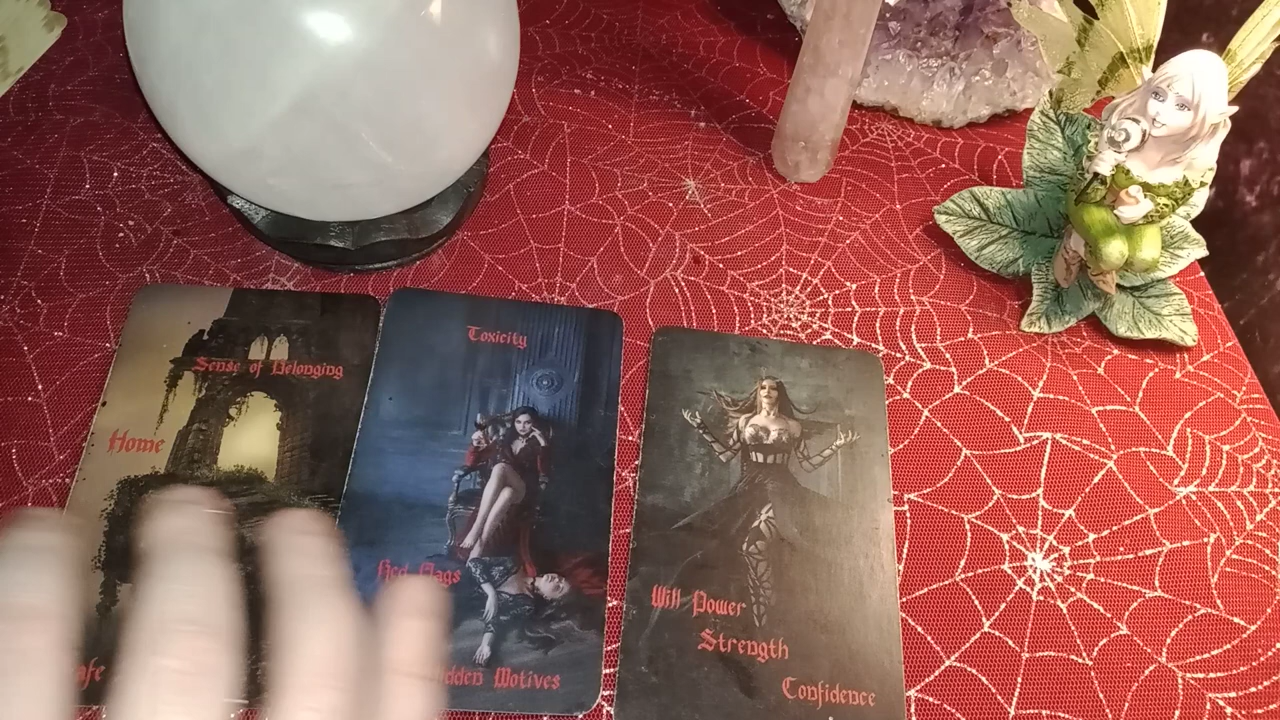 Sense of Belonging
Home
Toxicity
Red Flags
Motives
Will Power
Strength
Confidence